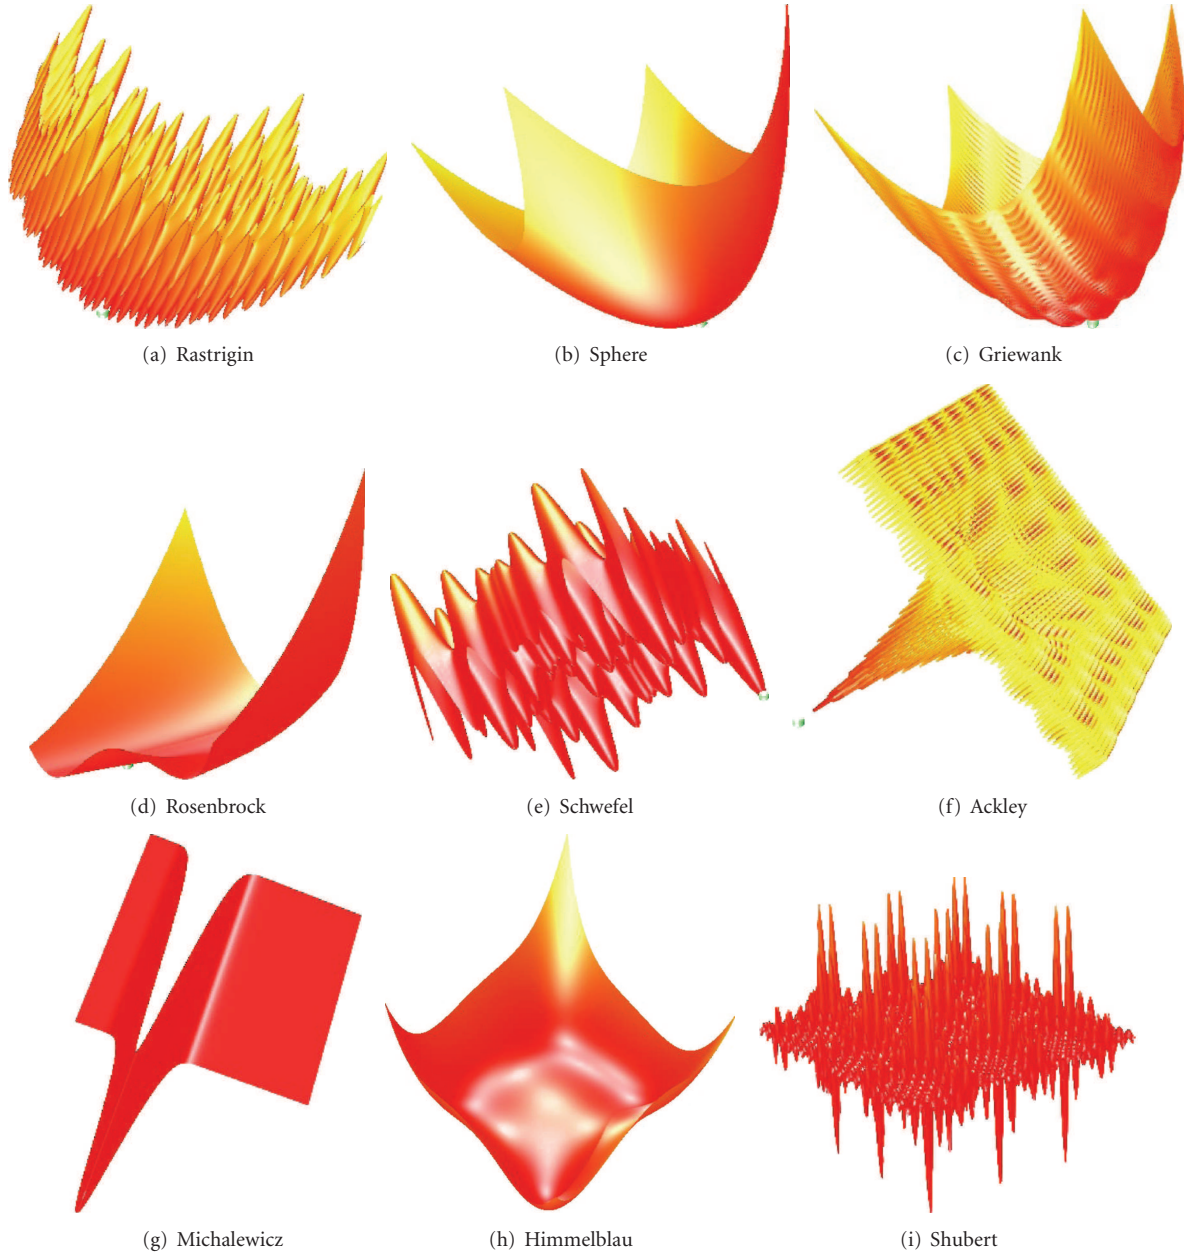 (a) Rastrigin
(b) Sphere
(c) Griewank
(d) Rosenbrock
(e) Schwefel
(f) Ackley
(g) Michalewicz
(h) Himmelblau
(i) Shubert